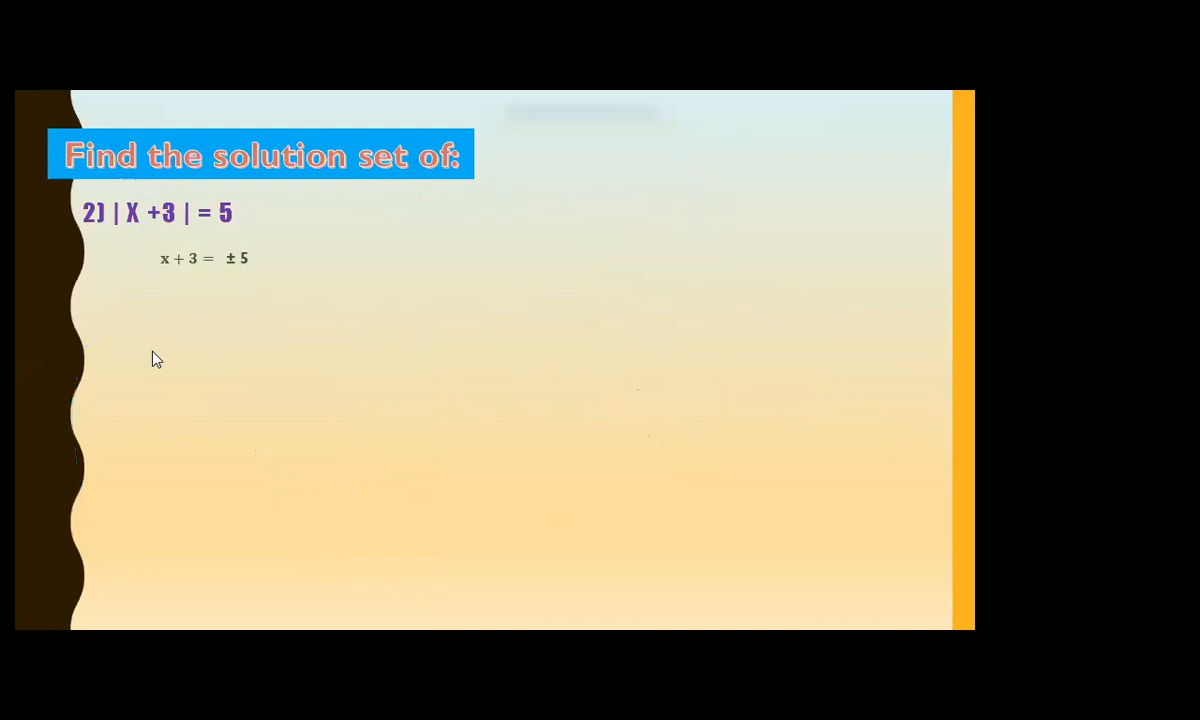 Find the solution set of:
2) | X +3 | = 5
x + 3 = ± 5